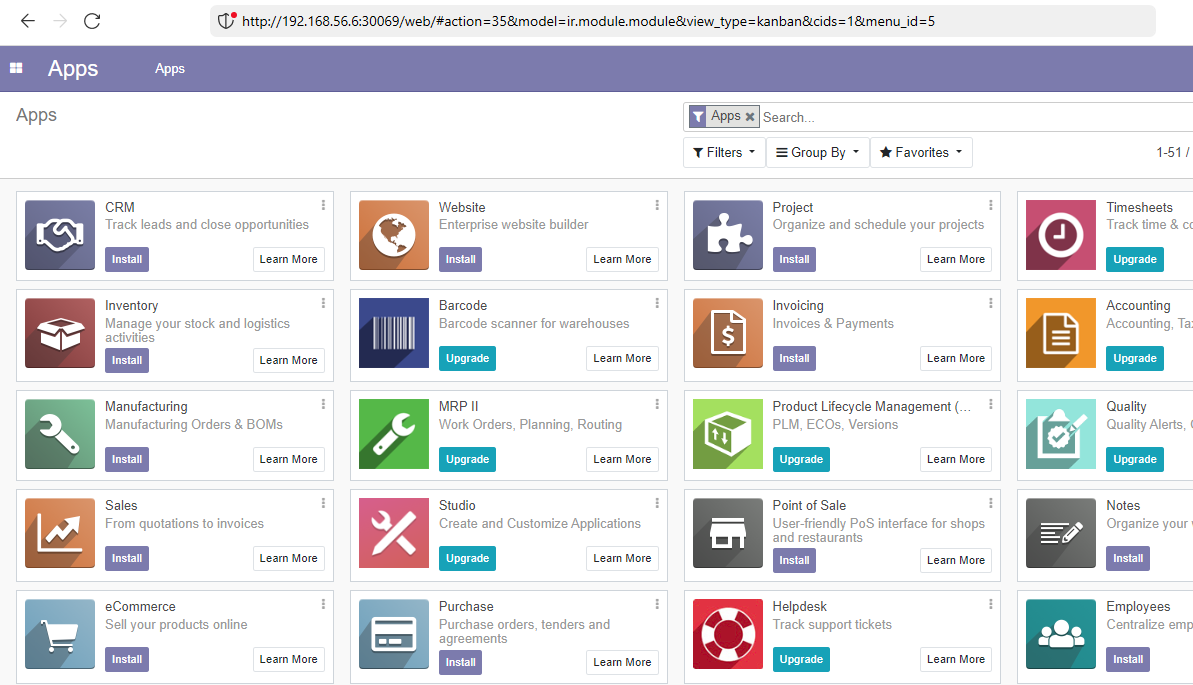 http://192.168.56.6:30069/web/#action=35&model=ir.module.module&view_type=kanban&cids=1&menu_id=5
Apps Apps
Apps
Apps Search...
Filters Group By Favorites 1-51 /
CRM
Track leads and close opportunities
Install Learn More
Website
Enterprise website builder
Install Learn More
Project
Organize and schedule your projects
Install Learn More
Timesheets
Track time & co
Upgrade
Inventory
Manage your stock and logistics
activities
Install Learn More
Barcode
Barcode scanner for warehouses
Upgrade Learn More
Invoicing
Invoices & Payments
Install Learn More
Accounting
Accounting, Tax
Upgrade
Manufacturing
Manufacturing Orders & BOMs
Install Learn More
MRP II
Work Orders, Planning, Routing
Upgrade Learn More
Product Lifecycle Management (...
PLM, ECOs, Versions
Upgrade Learn More
Quality
Quality Alerts,
Upgrade
Sales
From quotations to invoices
Install Learn More
Studio
Create and Customize Applications
Upgrade Learn More
Point of Sale
User-friendly PoS interface for shops
and restaurants
Install Learn More
Notes
Organize your
Install
eCommerce
Sell your products online
Install Learn More
Purchase
Purchase orders, tenders and
agreements
Install Learn More
Helpdesk
Track support tickets
Upgrade Learn More
Employees
Centralize emp
Install